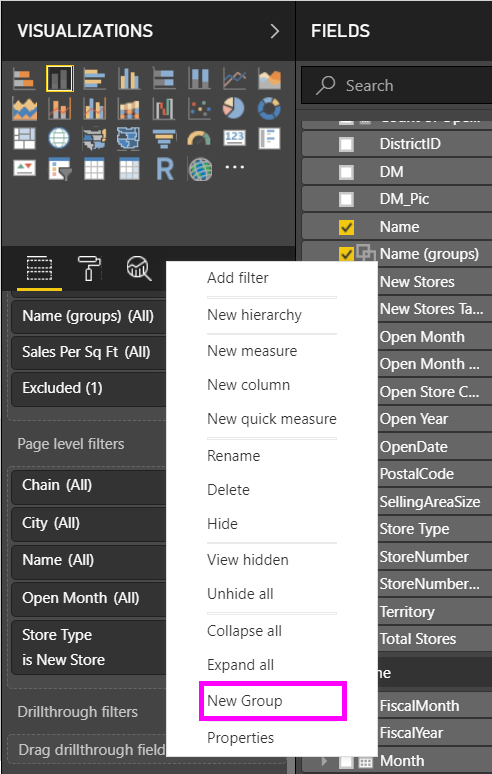 VISUALIZATIONS
FIELDS
Search
123
R
Name (groups) (All)
Sales Per Sq Ft (All)
Excluded (1)
Page level filters
Chain (All)
City (All)
Name (All)
Open Month (All)
Store Type
is New Store
Drillthrough filters
Drag drillthrough field
Add filter
New hierarchy
New measure
New column
New quick measure
Rename
Delete
Hide
View hidden
Unhide all
Collapse all
Expand all
New Group
Properties
DistrictID
DM
DM_Pic
Name
Name (groups)
New Stores
New Stores Ta...
Open Month
Open Month ...
Open Store C...
Open Year
OpenDate
PostalCode
SellingAreaSize
Store Type
StoreNumber
StoreNumber...
Territory
Total Stores
FiscalMonth
FiscalYear
Month